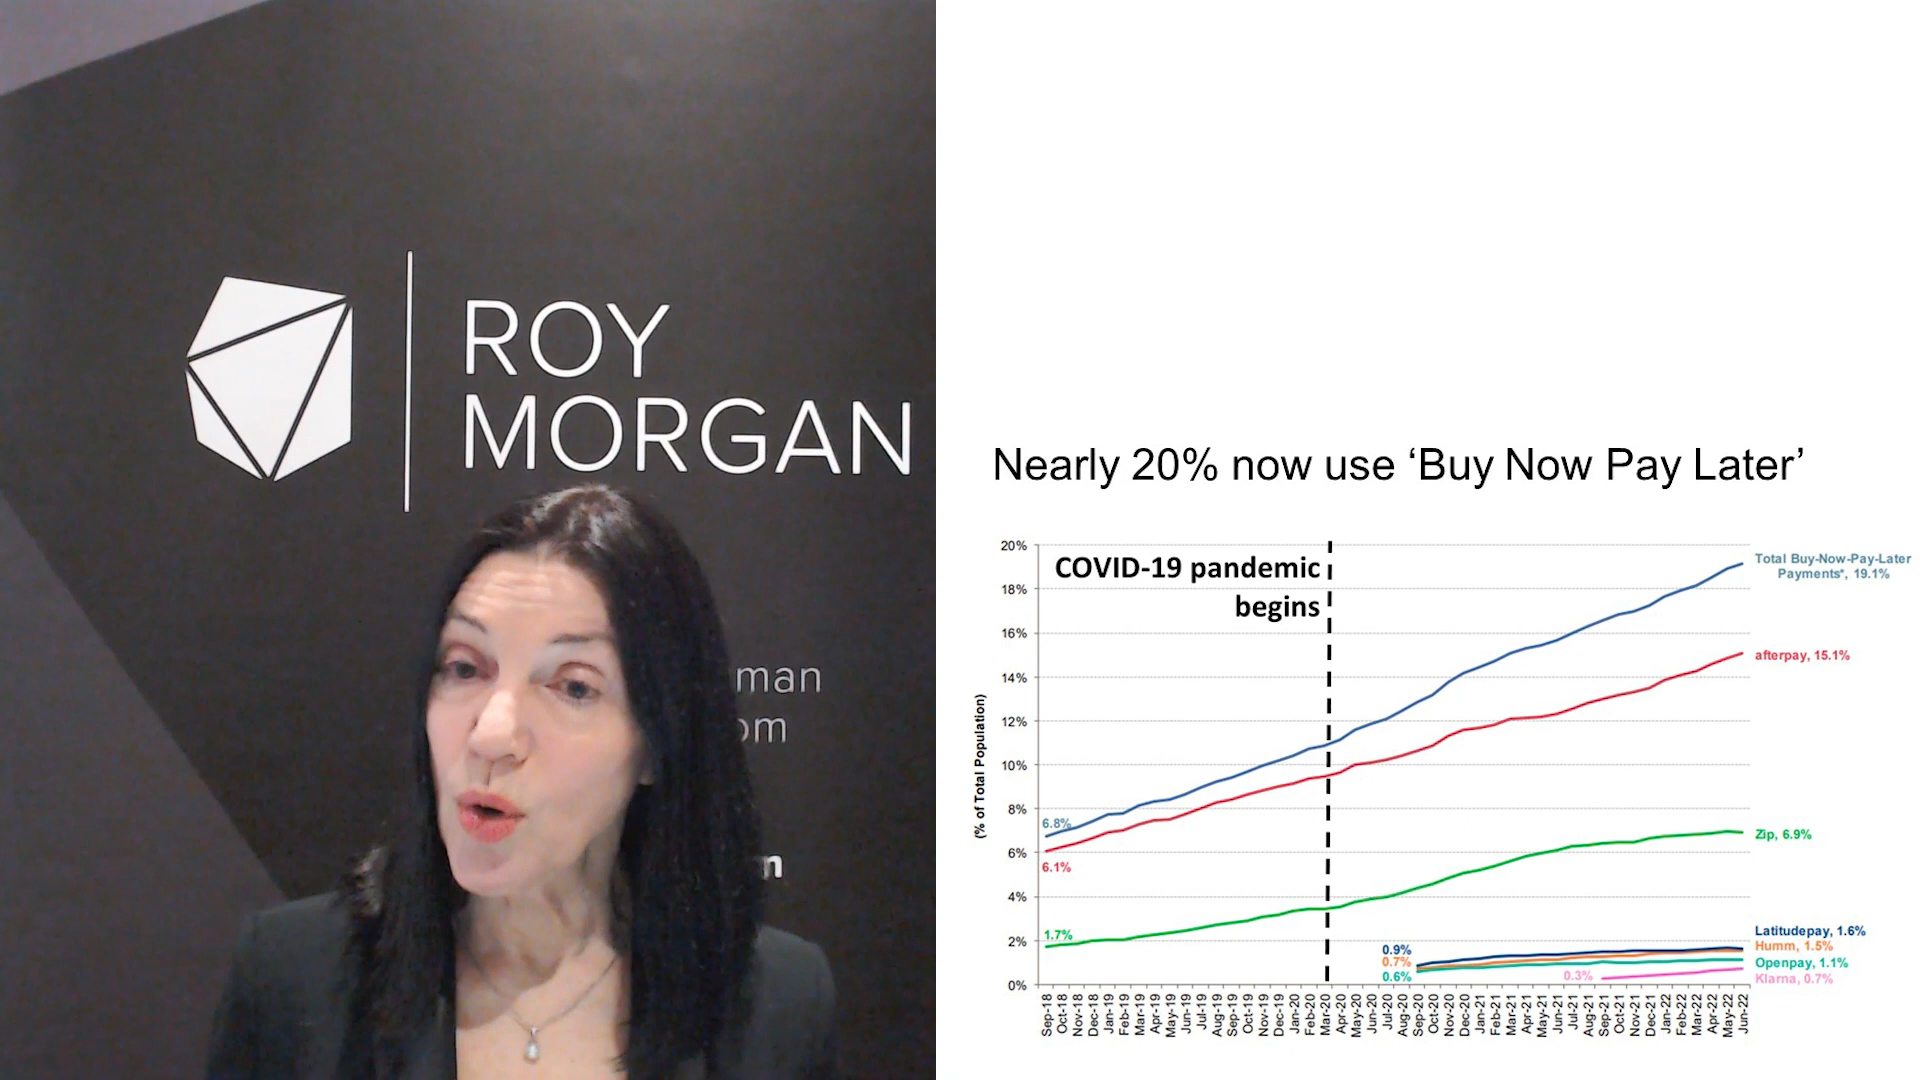 ROY
MORGAN
man
om
n
Nearly 20% now use ‘Buy Now Pay Later’
COVID-19 pandemic
begins
(% of Total Population)
20%
18%
16%
14%
12%
10%
8%
6%
4%
2%
0%
6.8%
6.1%
1.7%
0.9%
0.7%
0.6%
0.3%
Total Buy-Now-Pay-Later
Payments*, 19.1%
afterpay, 15.1%
Zip, 6.9%
Latitudepay, 1.6%
Humm, 1.5%
Openpay, 1.1%
Klarna, 0.7%
Sep-18
Oct-18
Nov-18
Dec-18
Jan-19
Feb-19
Mar-19
Apr-19
May-19
Jun-19
Jul-19
Aug-19
Sep-19
Oct-19
Nov-19
Dec-19
Jan-20
Feb-20
Mar-20
Apr-20
May-20
Jun-20
Jul-20
Aug-20
Sep-20
Oct-20
Nov-20
Dec-20
Jan-21
Feb-21
Mar-21
Apr-21
May-21
Jun-21
Jul-21
Aug-21
Sep-21
Oct-21
Nov-21
Dec-21
Jan-22
Feb-22
Mar-22
Apr-22
May-22
Jun-22